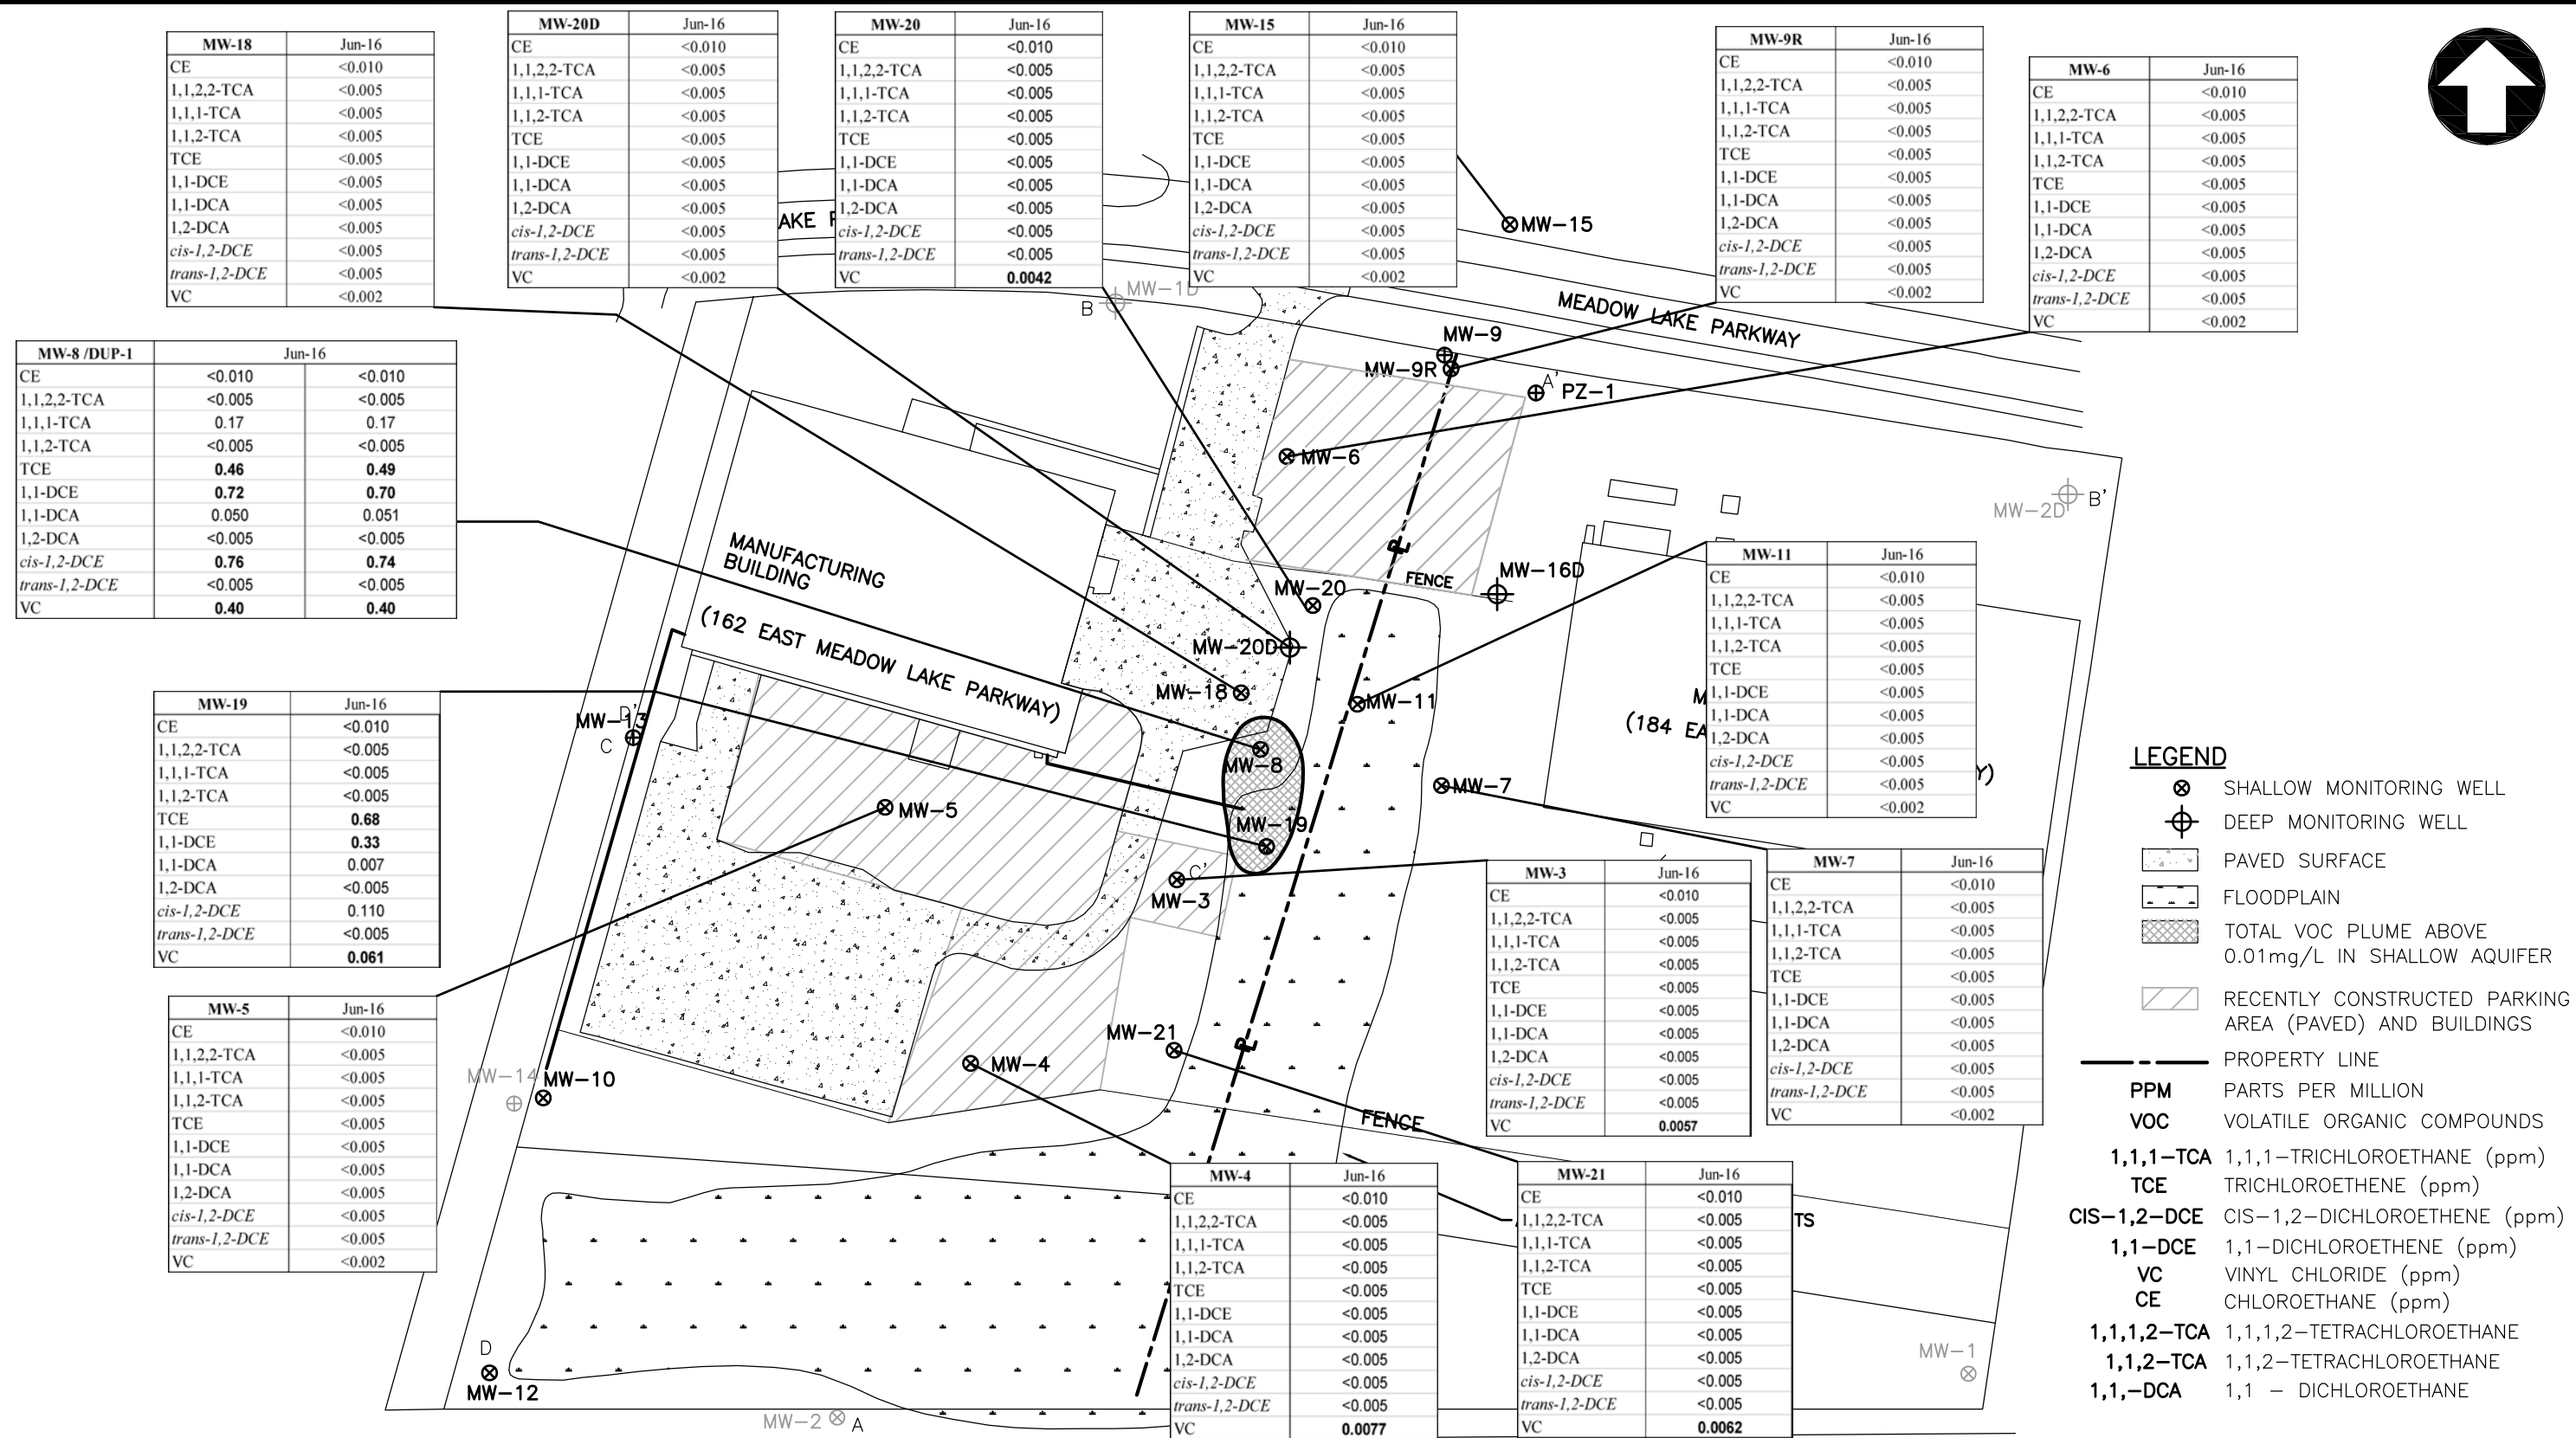 MW-18 Jun-16
CE <0.010
1,1,2,2-TCA <0.005
1,1,1-TCA <0.005
1,1,2-TCA <0.005
TCE <0.005
1,1-DCE <0.005
1,1-DCA <0.005
1,2-DCA <0.005
cis-1,2-DCE <0.005
trans-1,2-DCE <0.005
VC <0.002
MW-20D Jun-16
CE <0.010
1,1,2,2-TCA <0.005
1,1,1-TCA <0.005
1,1,2-TCA <0.005
TCE <0.005
1,1-DCE <0.005
1,1-DCA <0.005
1,2-DCA <0.005
cis-1,2-DCE <0.005
trans-1,2-DCE <0.005
VC <0.002
MW-20 Jun-16
CE <0.010
1,1,2,2-TCA <0.005
1,1,1-TCA <0.005
1,1,2-TCA <0.005
TCE <0.005
1,1-DCE <0.005
1,1-DCA <0.005
1,2-DCA <0.005
cis-1,2-DCE <0.005
trans-1,2-DCE <0.005
VC 0.0042
MW-15 Jun-16
CE <0.010
1,1,2,2-TCA <0.005
1,1,1-TCA <0.005
1,1,2-TCA <0.005
TCE <0.005
1,1-DCE <0.005
1,1-DCA <0.005
1,2-DCA <0.005
cis-1,2-DCE <0.005
trans-1,2-DCE <0.005
VC <0.002
MW-9R Jun-16
CE <0.010
1,1,2,2-TCA <0.005
1,1,1-TCA <0.005
1,1,2-TCA <0.005
TCE <0.005
1,1-DCE <0.005
1,1-DCA <0.005
1,2-DCA <0.005
cis-1,2-DCE <0.005
trans-1,2-DCE <0.005
VC <0.002
MW-6 Jun-16
CE <0.010
1,1,2,2-TCA <0.005
1,1,1-TCA <0.005
1,1,2-TCA <0.005
TCE <0.005
1,1-DCE <0.005
1,1-DCA <0.005
1,2-DCA <0.005
cis-1,2-DCE <0.005
trans-1,2-DCE <0.005
VC <0.002
MW-8 /DUP-1 Jun-16
CE <0.010 <0.010
1,1,2,2-TCA <0.005 <0.005
1,1,1-TCA 0.17 0.17
1,1,2-TCA <0.005 <0.005
TCE 0.46 0.49
1,1-DCE 0.72 0.70
1,1-DCA 0.050 0.051
1,2-DCA <0.005 <0.005
cis-1,2-DCE 0.76 0.74
trans-1,2-DCE <0.005 <0.005
VC 0.40 0.40
MW-19 Jun-16
CE <0.010
1,1,2,2-TCA <0.005
1,1,1-TCA <0.005
1,1,2-TCA <0.005
TCE 0.68
1,1-DCE 0.33
1,1-DCA 0.007
1,2-DCA <0.005
cis-1,2-DCE 0.110
trans-1,2-DCE <0.005
VC 0.061
MW-5 Jun-16
CE <0.010
1,1,2,2-TCA <0.005
1,1,1-TCA <0.005
1,1,2-TCA <0.005
TCE <0.005
1,1-DCE <0.005
1,1-DCA <0.005
1,2-DCA <0.005
cis-1,2-DCE <0.005
trans-1,2-DCE <0.005
VC <0.002
MW-11 Jun-16
CE <0.010
1,1,2,2-TCA <0.005
1,1,1-TCA <0.005
1,1,2-TCA <0.005
TCE <0.005
1,1-DCE <0.005
1,1-DCA <0.005
1,2-DCA <0.005
cis-1,2-DCE <0.005
trans-1,2-DCE <0.005
VC <0.002
MW-3 Jun-16
CE <0.010
1,1,2,2-TCA <0.005
1,1,1-TCA <0.005
1,1,2-TCA <0.005
TCE <0.005
1,1-DCE <0.005
1,1-DCA <0.005
1,2-DCA <0.005
cis-1,2-DCE <0.005
trans-1,2-DCE <0.005
VC 0.0057
MW-7 Jun-16
CE <0.010
1,1,2,2-TCA <0.005
1,1,1-TCA <0.005
1,1,2-TCA <0.005
TCE <0.005
1,1-DCE <0.005
1,1-DCA <0.005
1,2-DCA <0.005
cis-1,2-DCE <0.005
trans-1,2-DCE <0.005
VC <0.002
MW-4 Jun-16
CE <0.010
1,1,2,2-TCA <0.005
1,1,1-TCA <0.005
1,1,2-TCA <0.005
TCE <0.005
1,1-DCE <0.005
1,1-DCA <0.005
1,2-DCA <0.005
cis-1,2-DCE <0.005
trans-1,2-DCE <0.005
VC 0.0077
MW-21 Jun-16
CE <0.010
1,1,2,2-TCA <0.005
1,1,1-TCA <0.005
1,1,2-TCA <0.005
TCE <0.005
1,1-DCE <0.005
1,1-DCA <0.005
1,2-DCA <0.005
cis-1,2-DCE <0.005
trans-1,2-DCE <0.005
VC 0.0062
AKE
MW-15
B MW-1D
MEADOW LAKE PARKWAY
MW-9
MW-9R
A' PZ-1
MW-6
MW-2D B'
MANUFACTURING
BUILDING
(162 EAST MEADOW LAKE PARKWAY)
FENCE
MW-16D
MW-20
MW-20D
MW-18
MW-11
M
(184 EA
Y)
D'
MW-13
C
MW-8
MW-7
MW-5
MW-19
C'
MW-3
MW-21
MW-4
MW-14
MW-10
FENCE
TS
D
MW-12
MW-2 A
MW-1
P
P
LEGEND
SHALLOW MONITORING WELL
DEEP MONITORING WELL
PAVED SURFACE
FLOODPLAIN
TOTAL VOC PLUME ABOVE
0.01mg/L IN SHALLOW AQUIFER
RECENTLY CONSTRUCTED PARKING
AREA (PAVED) AND BUILDINGS
PROPERTY LINE
PPM PARTS PER MILLION
VOC VOLATILE ORGANIC COMPOUNDS
1,1,1-TCA 1,1,1-TRICHLOROETHANE (ppm)
TCE TRICHLOROETHENE (ppm)
CIS-1,2-DCE CIS-1,2-DICHLOROETHENE (ppm)
1,1-DCE 1,1-DICHLOROETHENE (ppm)
VC VINYL CHLORIDE (ppm)
CE CHLOROETHANE (ppm)
1,1,1,2-TCA 1,1,1,2-TETRACHLOROETHANE
1,1,2-TCA 1,1,2-TETRACHLOROETHANE
1,1,-DCA 1,1 - DICHLOROETHANE